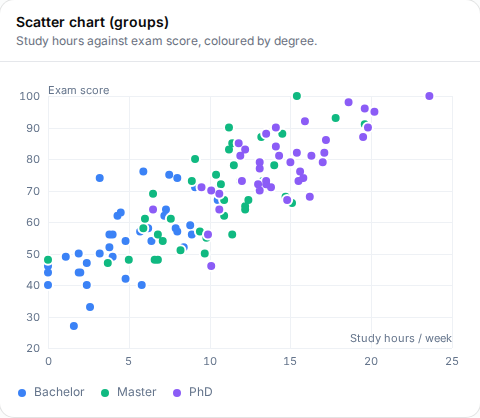 Scatter chart (groups)
Study hours against exam score, coloured by degree.
Exam score
100
90
80
70
60
50
40
30
20
Study hours / week
0 5 10 15 20 25
Bachelor Master PhD